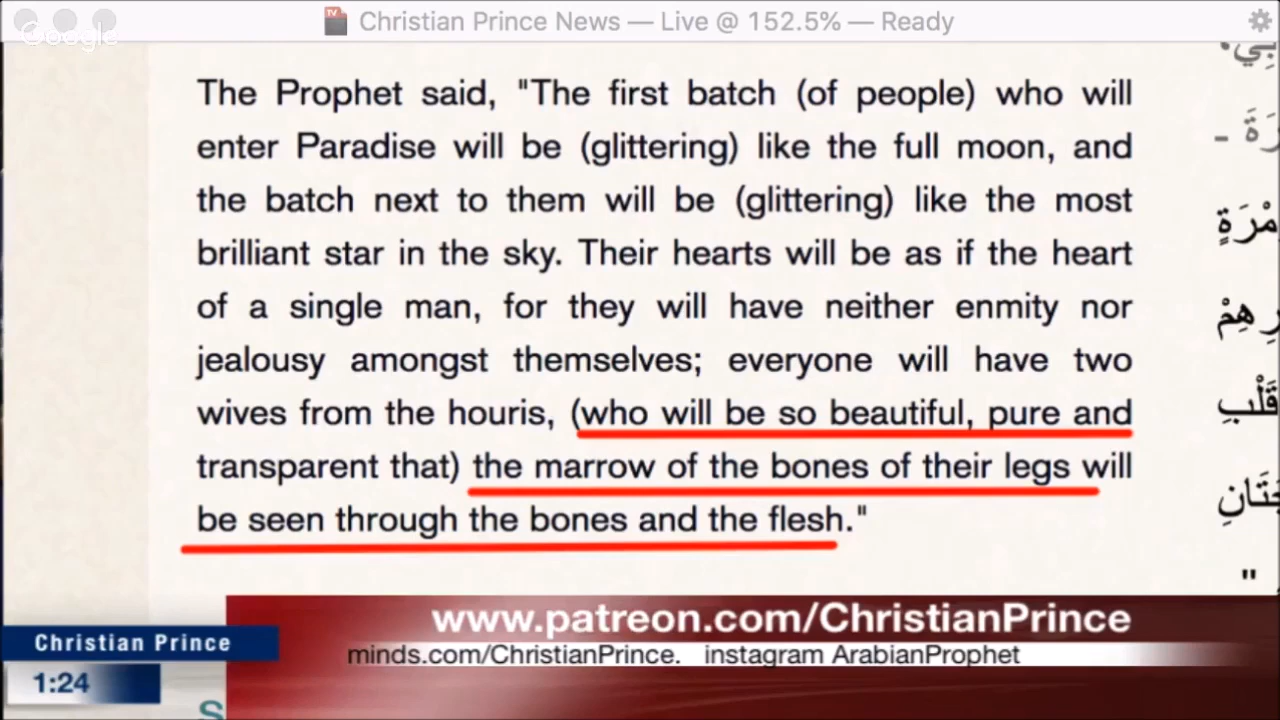 Christian Prince News — Live @ 152.5% — Ready
Google
The Prophet said, "The first batch (of people) who will
enter Paradise will be (glittering) like the full moon, and
the batch next to them will be (glittering) like the most
brilliant star in the sky. Their hearts will be as if the heart
of a single man, for they will have neither enmity nor
jealousy amongst themselves; everyone will have two
wives from the houris, (who will be so beautiful, pure and
transparent that) the marrow of the bones of their legs will
be seen through the bones and the flesh."
"
www.patreon.com/ChristianPrince
Christian Prince
minds.com/ChristianPrince. instagram ArabianProphet
1:24
S